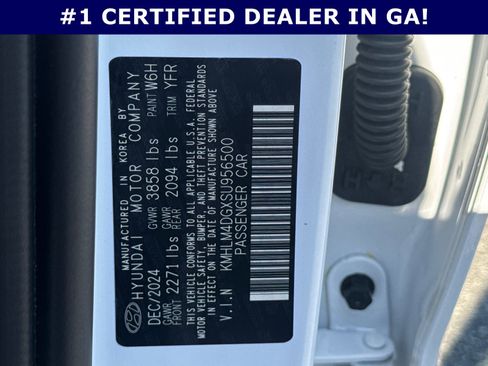 #1 CERTIFIED DEALER IN GA!
MANUFACTURED IN KOREA BY
HYUNDAI MOTOR COMPANY
DEC/2024 GVWR 3858 lbs PAINT W6H
GAWR FRONT 2271 lbs GAWR REAR 2094 lbs TRIM YFR
THIS VEHICLE CONFORMS TO ALL APPLICABLE U.S.A. FEDERAL
MOTOR VEHICLE SAFETY, BUMPER, AND THEFT PREVENTION STANDARDS
IN EFFECT ON THE DATE OF MANUFACTURE SHOWN ABOVE
V.I.N KMHLM4DGXSU956500
PASSENGER CAR